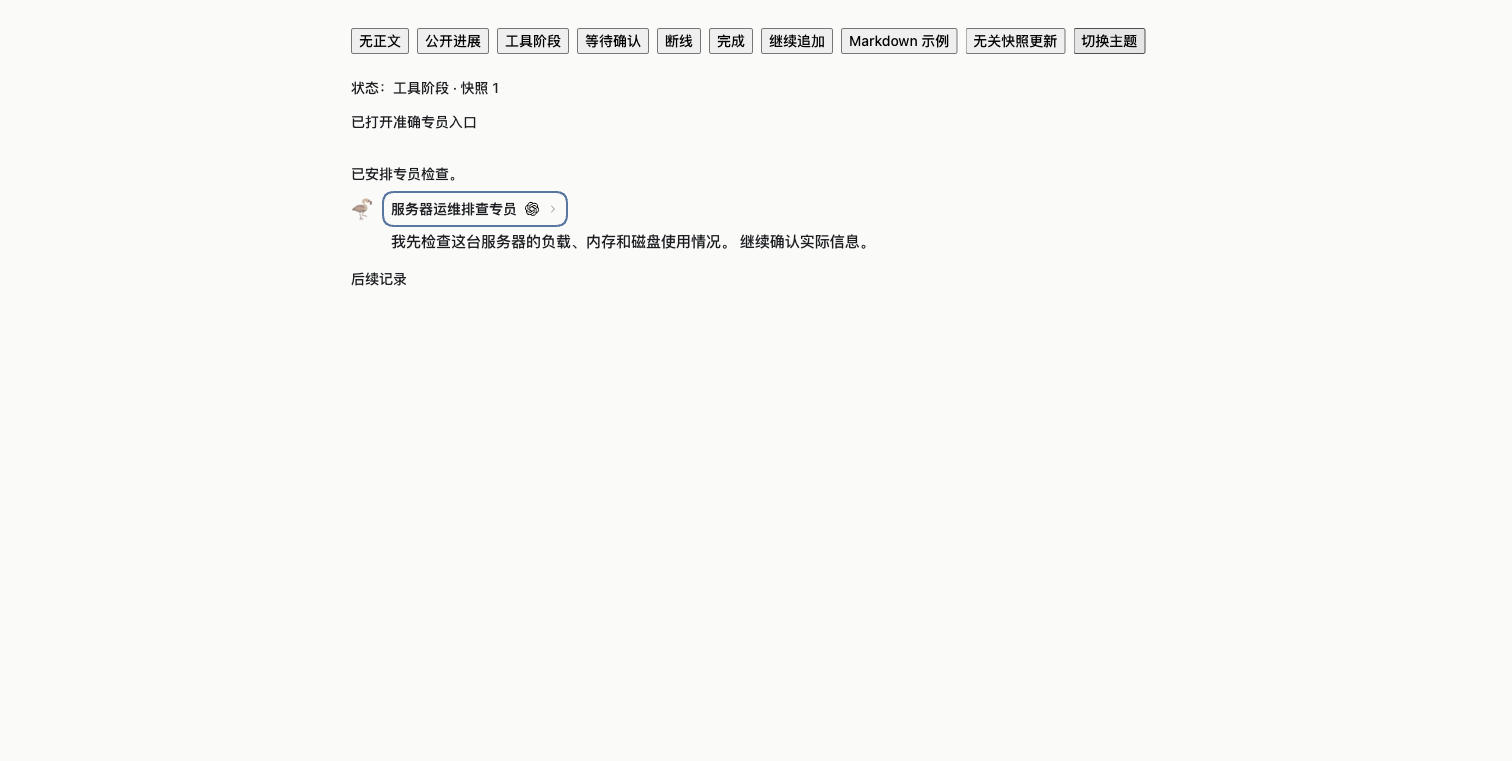 无正文 公开进展 工具阶段 等待确认 断线 完成 继续追加 Markdown 示例 无关快照更新 切换主题
状态：工具阶段 · 快照 1
已打开准确专员入口
已安排专员检查。
服务器运维排查专员
我先检查这台服务器的负载、内存和磁盘使用情况。 继续确认实际信息。
后续记录